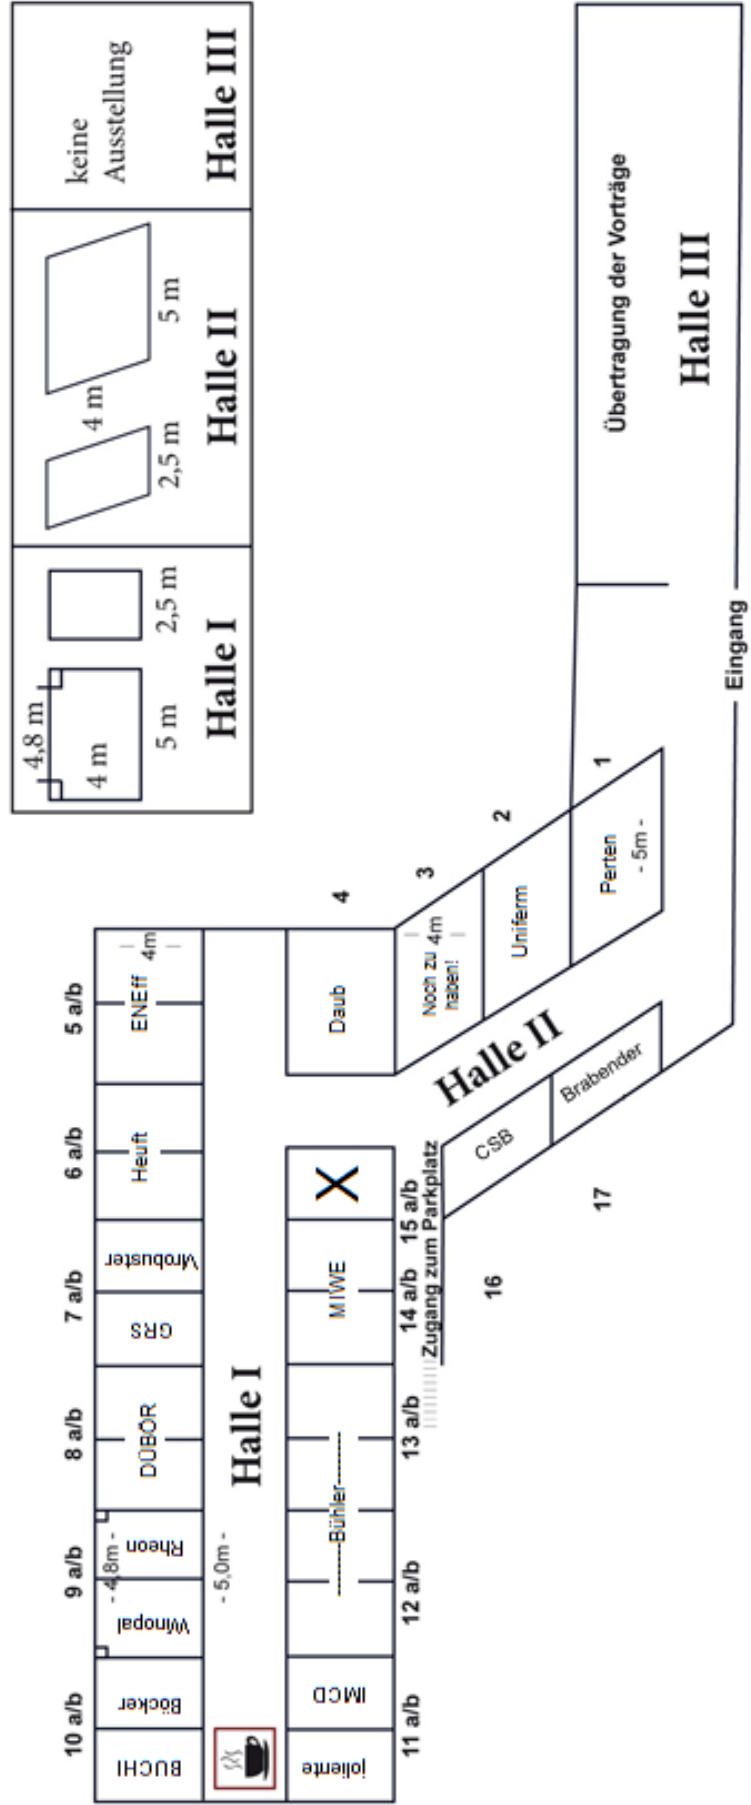 4,8 m
4 m
5 m
2,5 m
Halle I
4 m
2,5 m
5 m
Halle II
keine
Ausstellung
Halle III
10 a/b
9 a/b
8 a/b
7 a/b
6 a/b
5 a/b
BUCHI
Böcker
Winopal
Rheon
- 4,8m -
DÜBÖR
GRS
Wrobuster
Heuft
ENEff
4m
- 5,0m -
Halle I
joliente
IMCD
Bühler
MIWE
X
Daub
4
11 a/b
12 a/b
13 a/b
14 a/b
15 a/b
Zugang zum Parkplatz
Noch zu
haben!
4m
3
Halle II
Uniferm
2
CSB
16
Brabender
17
Perten
- 5m -
1
Übertragung der Vorträge
Halle III
Eingang